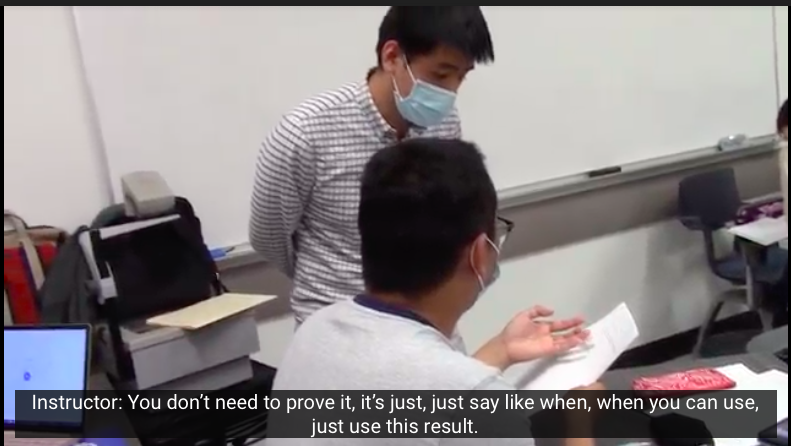 Instructor: You don’t need to prove it, it’s just, just say like when, when you can use,
just use this result.